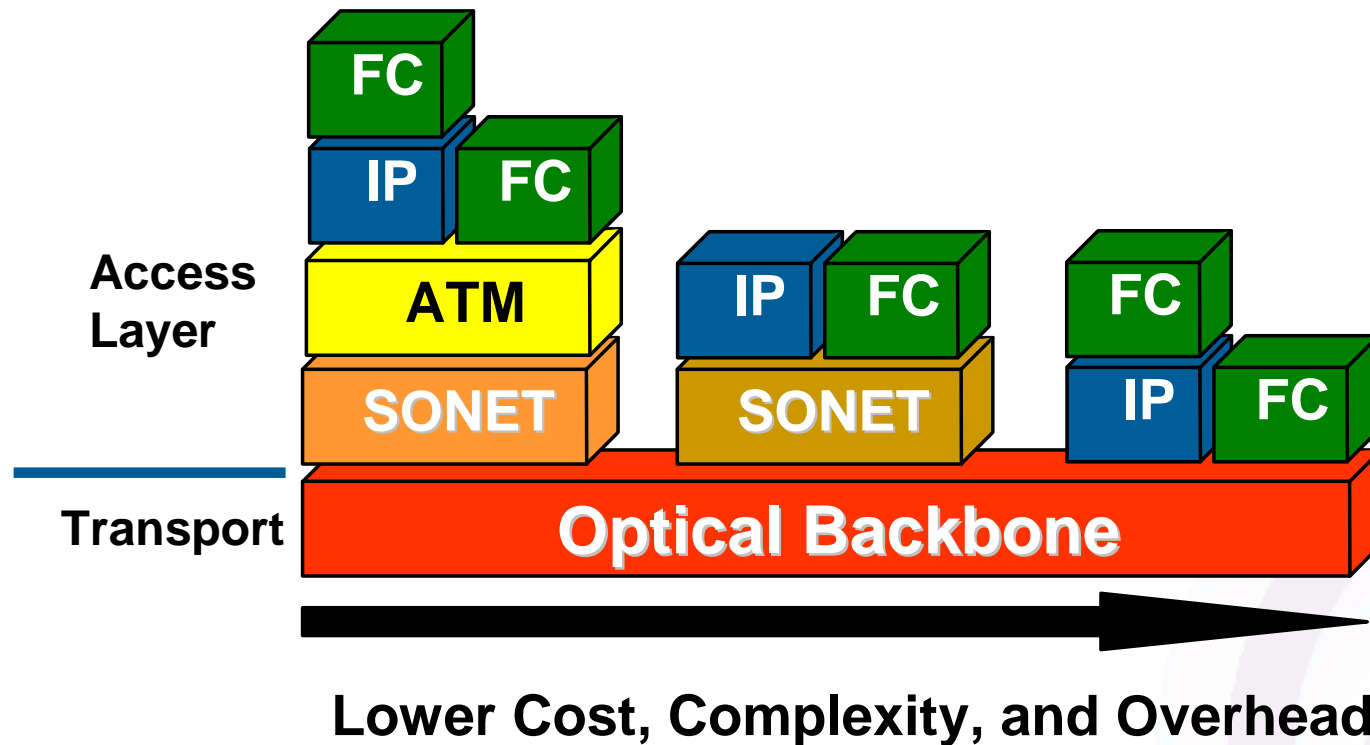 FC
IP
FC
ATM
SONET
IP
FC
SONET
FC
IP
FC
Access
Layer
Transport
Optical Backbone
Lower Cost, Complexity, and Overhead